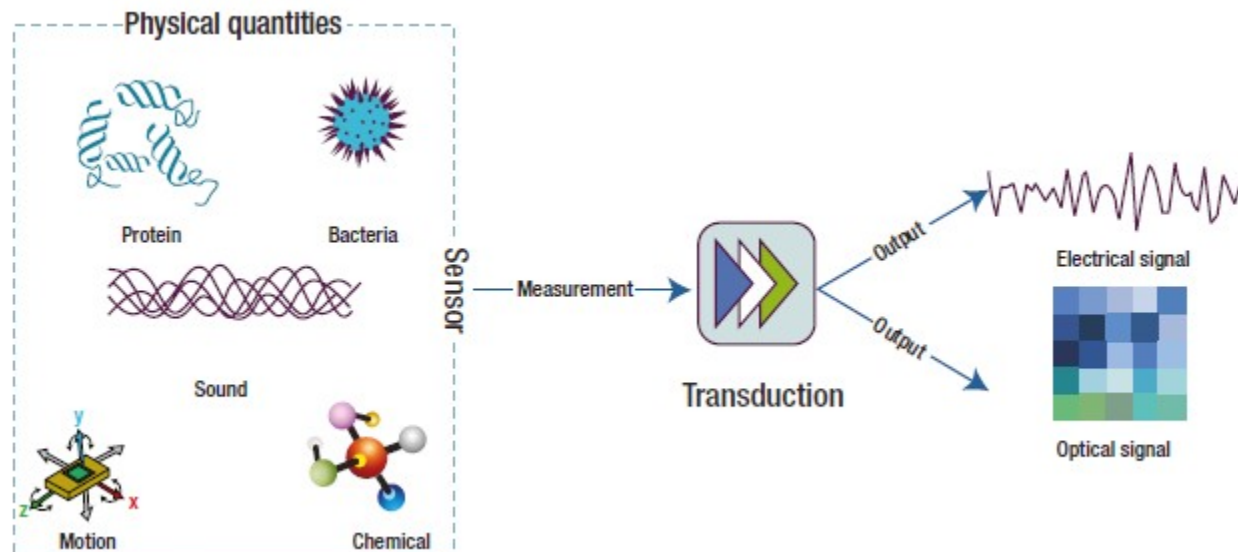 Physical quantities
Protein
Bacteria
Sound
y
x
z
Motion
Chemical
Sensor
Measurement
Transduction
Output
Output
Electrical signal
Optical signal